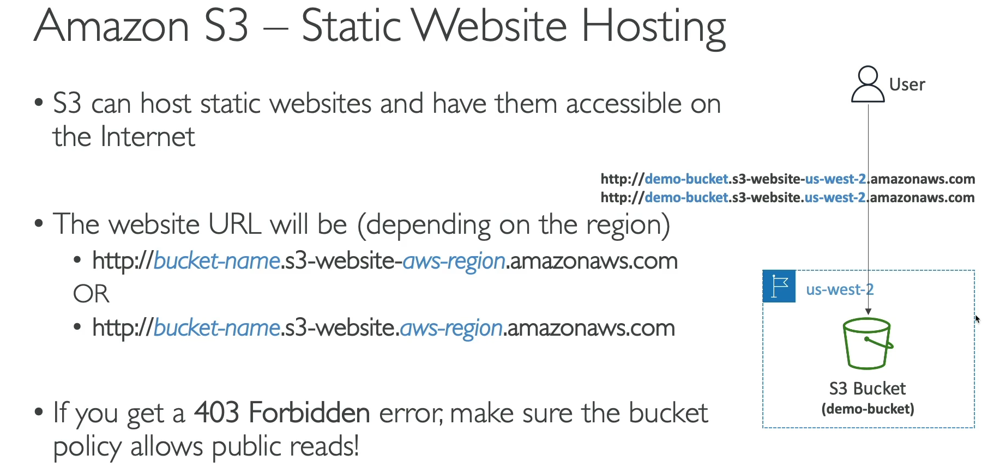 Amazon S3 – Static Website Hosting
• S3 can host static websites and have them accessible on
the Internet
• The website URL will be (depending on the region)
• http://bucket-name.s3-website-aws-region.amazonaws.com
OR
• http://bucket-name.s3-website.aws-region.amazonaws.com
• If you get a 403 Forbidden error, make sure the bucket
policy allows public reads!
User
http://demo-bucket.s3-website-us-west-2.amazonaws.com
http://demo-bucket.s3-website.us-west-2.amazonaws.com
us-west-2
S3 Bucket
(demo-bucket)